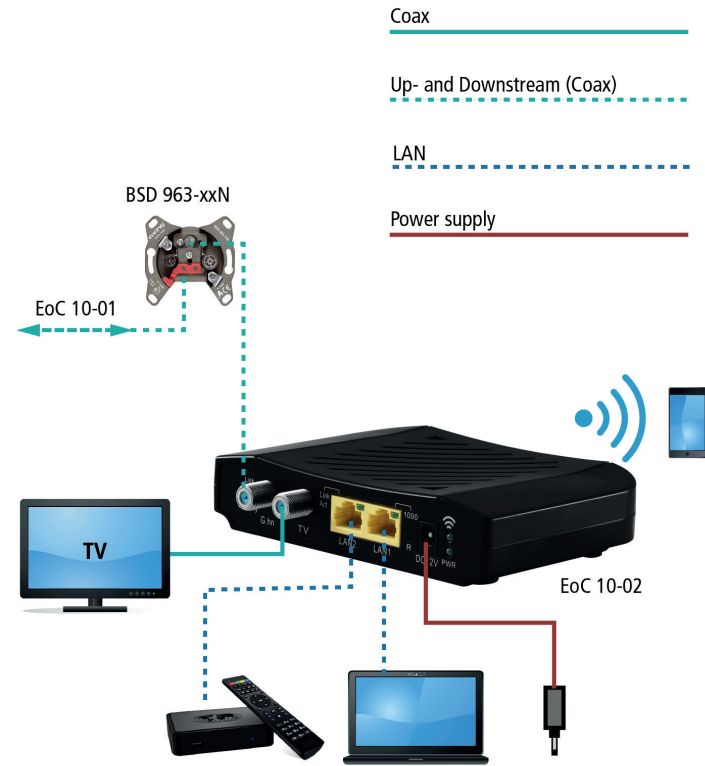 Coax
Up- and Downstream (Coax)
LAN
Power supply
BSD 963-xxN
EoC 10-01
Link
G.hn
TV
Link
Act
LAN2
LAN1
1000
R
PWR
TV
EoC 10-02